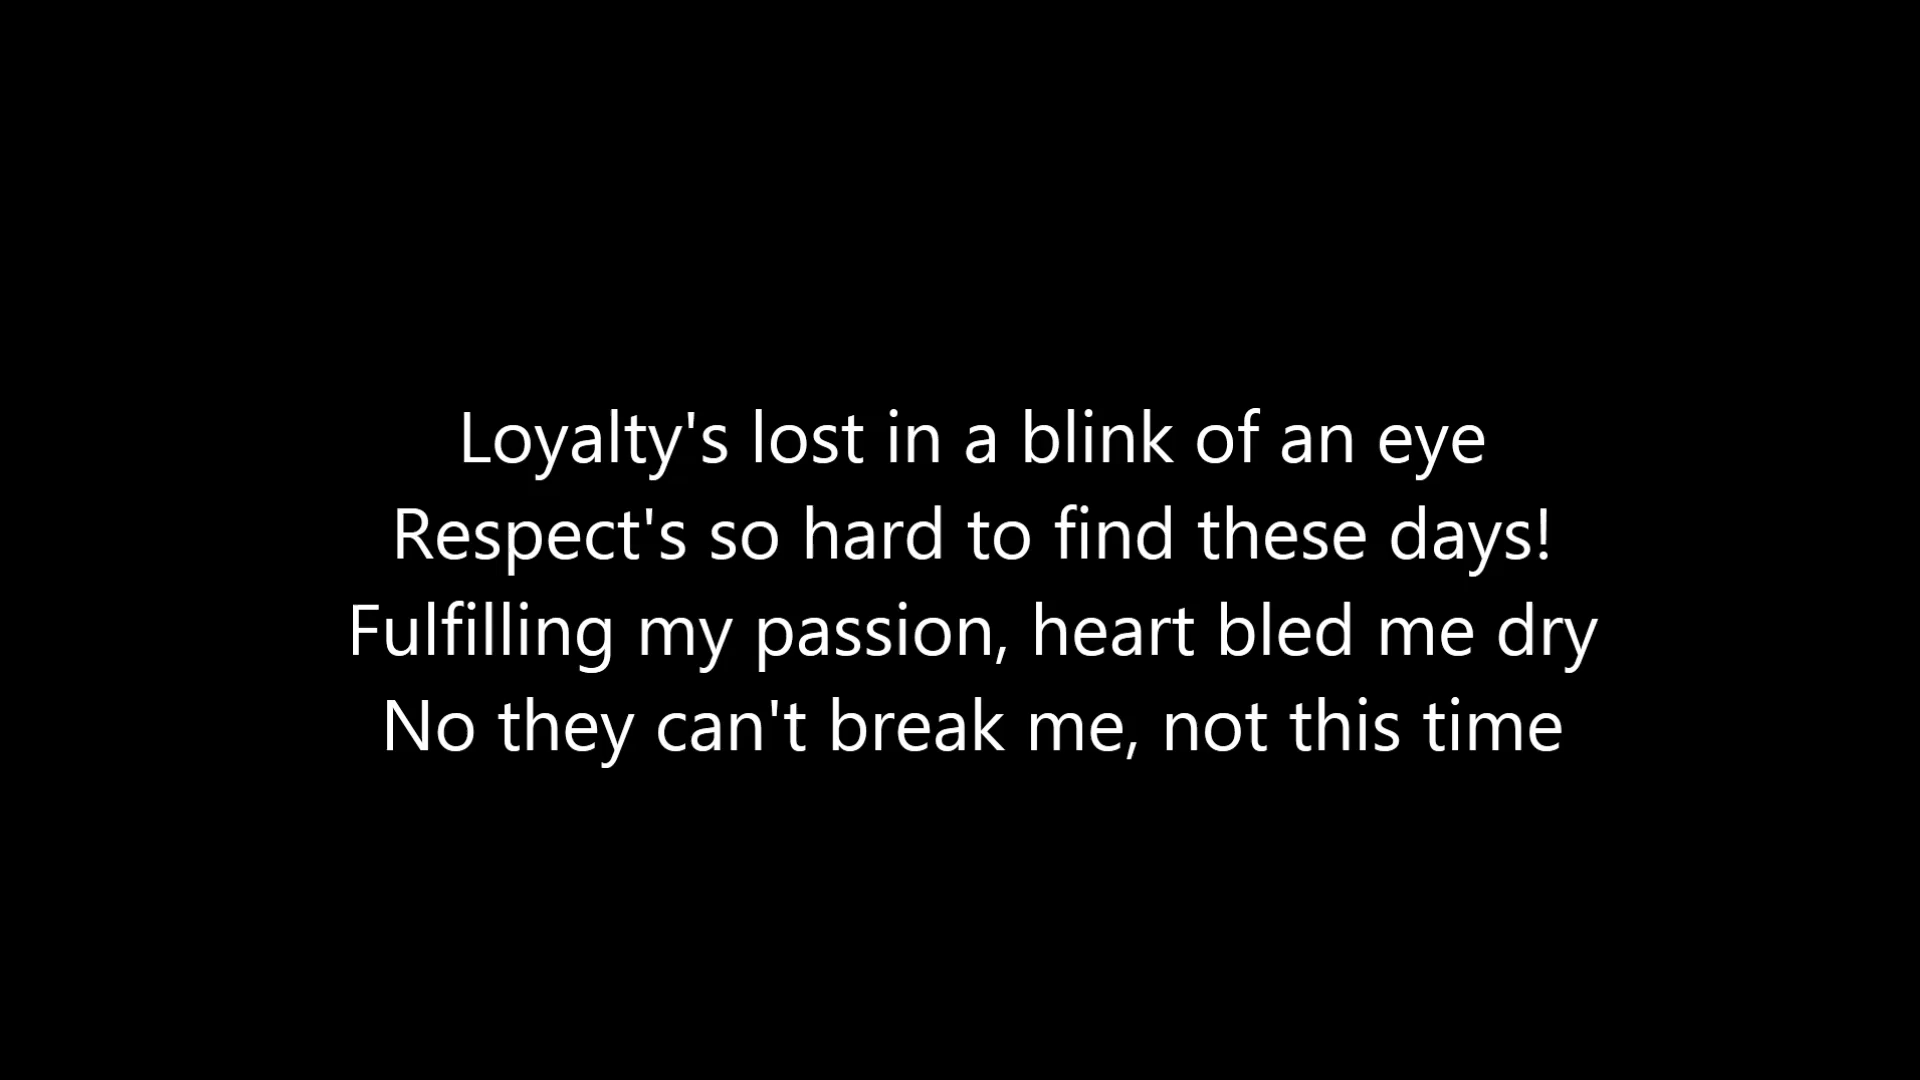 Loyalty's lost in a blink of an eye
Respect's so hard to find these days!
Fulfilling my passion, heart bled me dry
No they can't break me, not this time